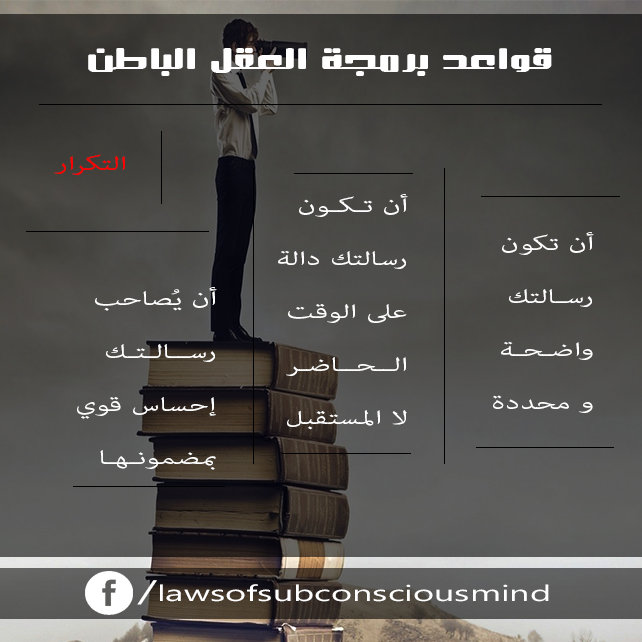 قواعد برمجة العقل الباطن
أن تكون
رسالتك
واضحة
و محددة
أن تكون
رسالتك دالة
على الوقت
الحاضر
لا المستقبل
التكرار
أن يُصاحب
رسالتك
إحساس قوي
بمضمونها
f/lawsofsubconsciousmind